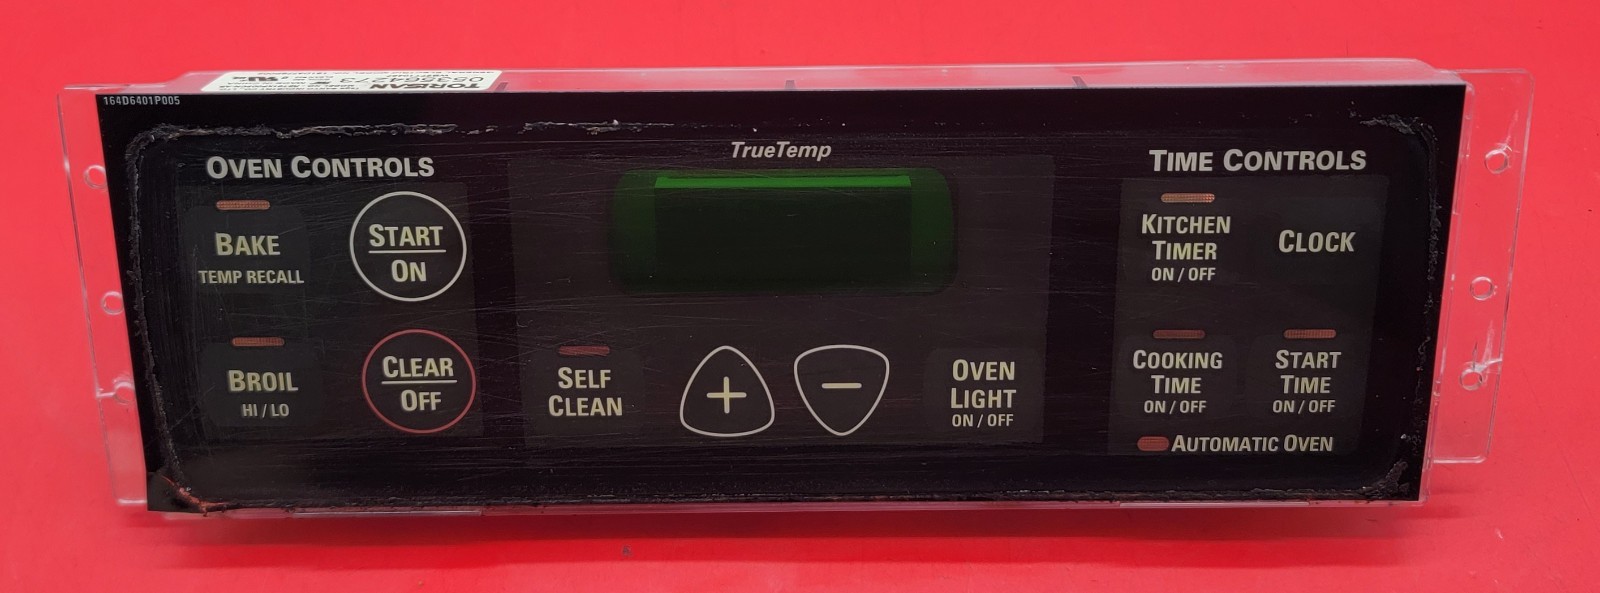 164D6401P005
TORISAN
OVEN CONTROLS
BAKE
TEMP RECALL
START
ON
BROIL
HI / LO
CLEAR
OFF
TrueTemp
SELF
CLEAN
+
−
OVEN
LIGHT
ON / OFF
TIME CONTROLS
KITCHEN
TIMER
ON / OFF
CLOCK
COOKING
TIME
ON / OFF
START
TIME
ON / OFF
AUTOMATIC OVEN